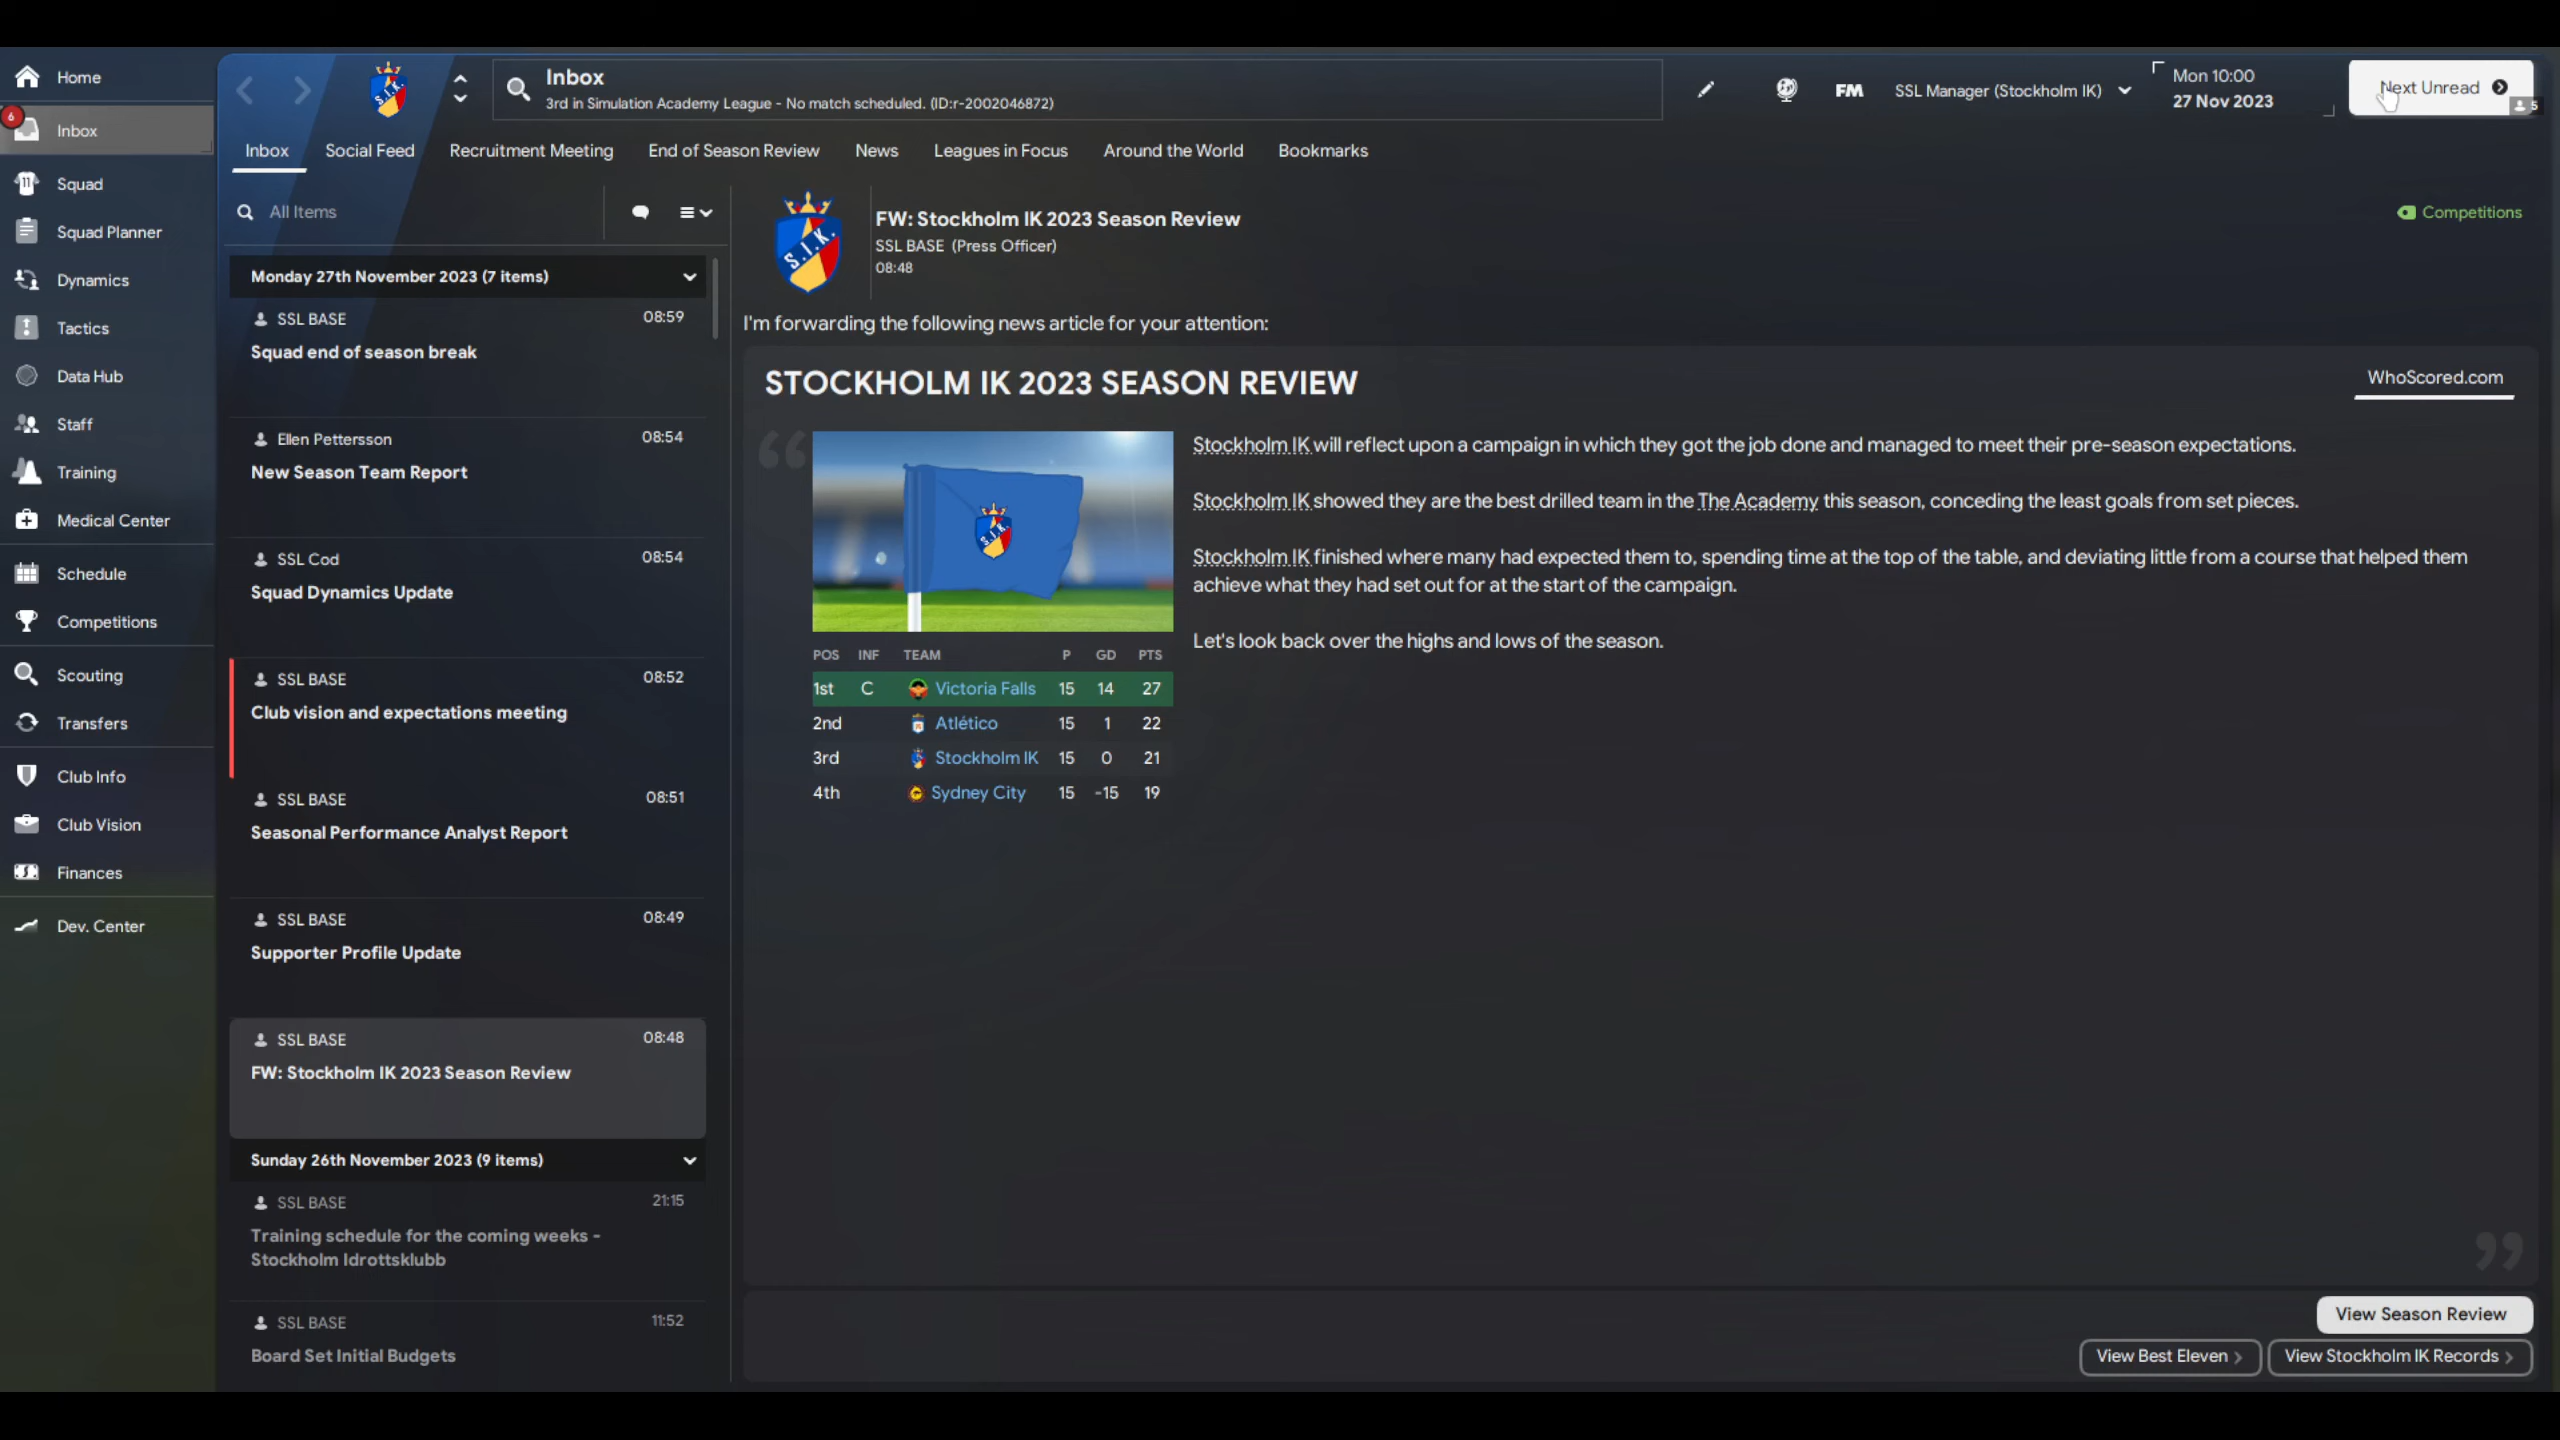 Home
6
Inbox
Squad
Squad Planner
Dynamics
Tactics
Data Hub
Staff
Training
Medical Center
Schedule
Competitions
Scouting
Transfers
Club Info
Club Vision
Finances
Dev. Center
S.I.K.
Inbox
3rd in Simulation Academy League - No match scheduled. (ID:r-2002046872)
FM
SSL Manager (Stockholm IK)
Mon 10:00
27 Nov 2023
Next Unread
5
Inbox Social Feed Recruitment Meeting End of Season Review News Leagues in Focus Around the World Bookmarks
All Items
Monday 27th November 2023 (7 items)
SSL BASE 08:59
Squad end of season break
Ellen Pettersson 08:54
New Season Team Report
SSL Cod 08:54
Squad Dynamics Update
SSL BASE 08:52
Club vision and expectations meeting
SSL BASE 08:51
Seasonal Performance Analyst Report
SSL BASE 08:49
Supporter Profile Update
SSL BASE 08:48
FW: Stockholm IK 2023 Season Review
Sunday 26th November 2023 (9 items)
SSL BASE 21:15
Training schedule for the coming weeks -
Stockholm Idrottsklubb
SSL BASE 11:52
Board Set Initial Budgets
S.I.K.
FW: Stockholm IK 2023 Season Review
SSL BASE (Press Officer)
08:48
Competitions
I'm forwarding the following news article for your attention:
STOCKHOLM IK 2023 SEASON REVIEW
WhoScored.com
S.I.K.
Stockholm IK will reflect upon a campaign in which they got the job done and managed to meet their pre-season expectations.
Stockholm IK showed they are the best drilled team in the The Academy this season, conceding the least goals from set pieces.
Stockholm IK finished where many had expected them to, spending time at the top of the table, and deviating little from a course that helped them
achieve what they had set out for at the start of the campaign.
Let's look back over the highs and lows of the season.
POS INF TEAM P GD PTS
1st C Victoria Falls 15 14 27
2nd Atlético 15 1 22
3rd Stockholm IK 15 0 21
4th Sydney City 15 -15 19
View Season Review
View Best Eleven
View Stockholm IK Records